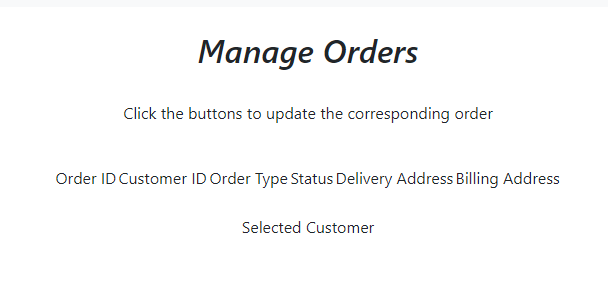 Manage Orders
Click the buttons to update the corresponding order
Order ID Customer ID Order Type Status Delivery Address Billing Address
Selected Customer